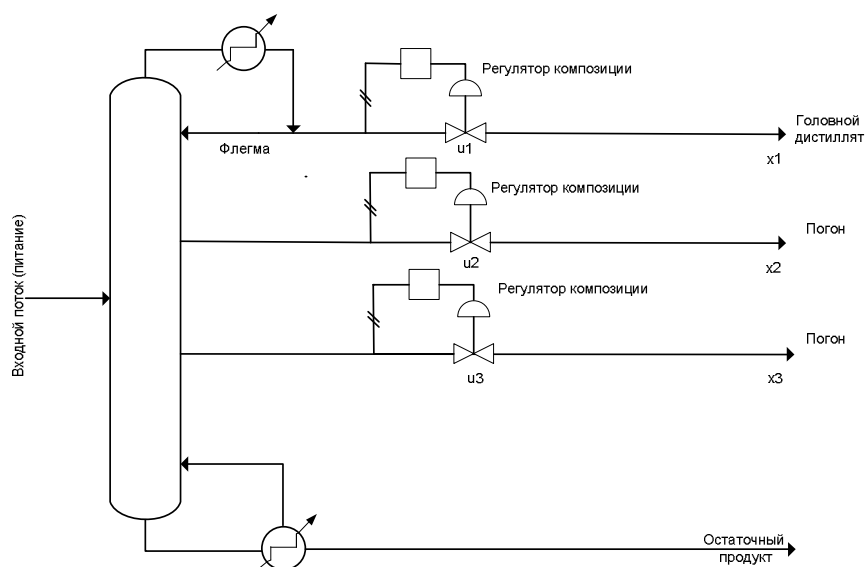 Регулятор композиции
Головной
дистиллят
Флегма
u1
x1
Регулятор композиции
Погон
u2
x2
Регулятор композиции
Погон
u3
x3
Входной поток (питание)
Остаточный
продукт